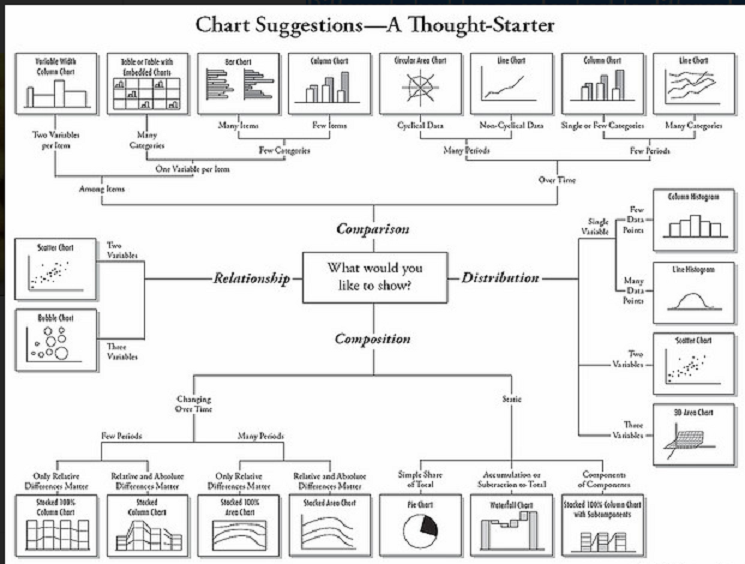 Chart Suggestions—A Thought-Starter
Variable Width
Column Chart
Table or Table with
Embedded Charts
Bar Chart
Column Chart
Circular Area Chart
Line Chart
Column Chart
Line Chart
Two Variables
per Item
Many
Categories
Many Items
Few Items
Cyclical Data
Non-Cyclical Data
Single or Few Categories
Many Categories
Few Categories
Many Periods
Few Periods
One Variable per Item
Among Items
Over Time
Comparison
What would you
like to show?
Relationship
Two
Variables
Scatter Chart
Three
Variables
Bubble Chart
Distribution
Single
Variable
Few
Data
Points
Column Histogram
Many
Data
Points
Line Histogram
Two
Variables
Scatter Chart
Three
Variables
3D Area Chart
Composition
Changing
Over Time
Static
Few Periods
Many Periods
Only Relative
Differences Matter
Relative and Absolute
Differences Matter
Only Relative
Differences Matter
Relative and Absolute
Differences Matter
Simple Share
of Total
Accumulation or
Subtraction to Total
Components
of Components
Stacked 100%
Column Chart
Stacked
Column Chart
Stacked 100%
Area Chart
Stacked Area Chart
Pie Chart
Waterfall Chart
Stacked 100% Column Chart
with Subcomponents